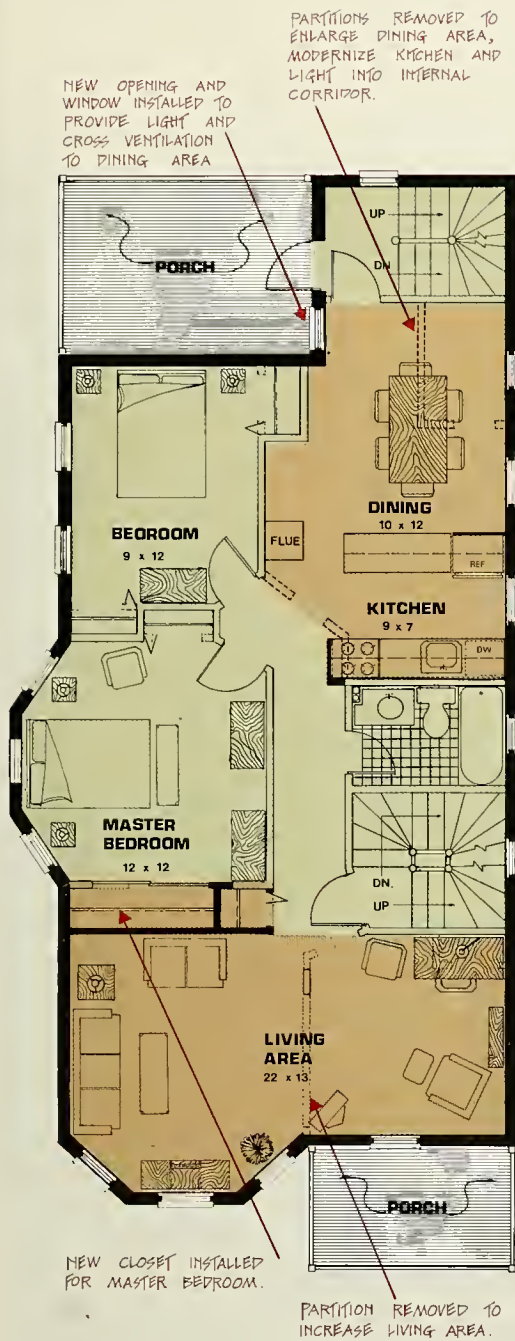 PARTITIONS REMOVED TO
ENLARGE DINING AREA,
MODERNIZE KITCHEN AND
LIGHT INTO INTERNAL
CORRIDOR.
NEW OPENING AND
WINDOW INSTALLED TO
PROVIDE LIGHT AND
CROSS VENTILATION
TO DINING AREA
UP
PORCH
DN
DINING
10 x 12
BEDROOM
9 x 12
FLUE
REF
KITCHEN
9 x 7
DW
MASTER
BEDROOM
12 x 12
DN.
UP
LIVING
AREA
22 x 13
PORCH
NEW CLOSET INSTALLED
FOR MASTER BEDROOM.
PARTITION REMOVED TO
INCREASE LIVING AREA.